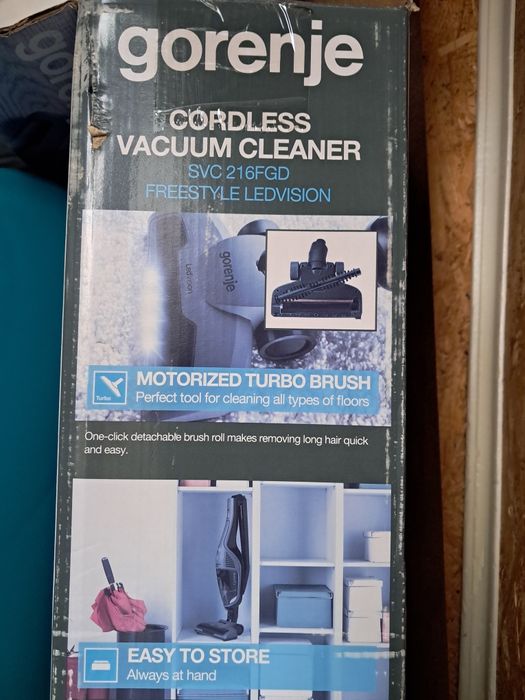 gorenje
CORDLESS
VACUUM CLEANER
SVC 216FGD
FREESTYLE LEDVISION
LedVision
gorenje
Turbo
MOTORIZED TURBO BRUSH
Perfect tool for cleaning all types of floors
One-click detachable brush roll makes removing long hair quick
and easy.
EASY TO STORE
Always at hand